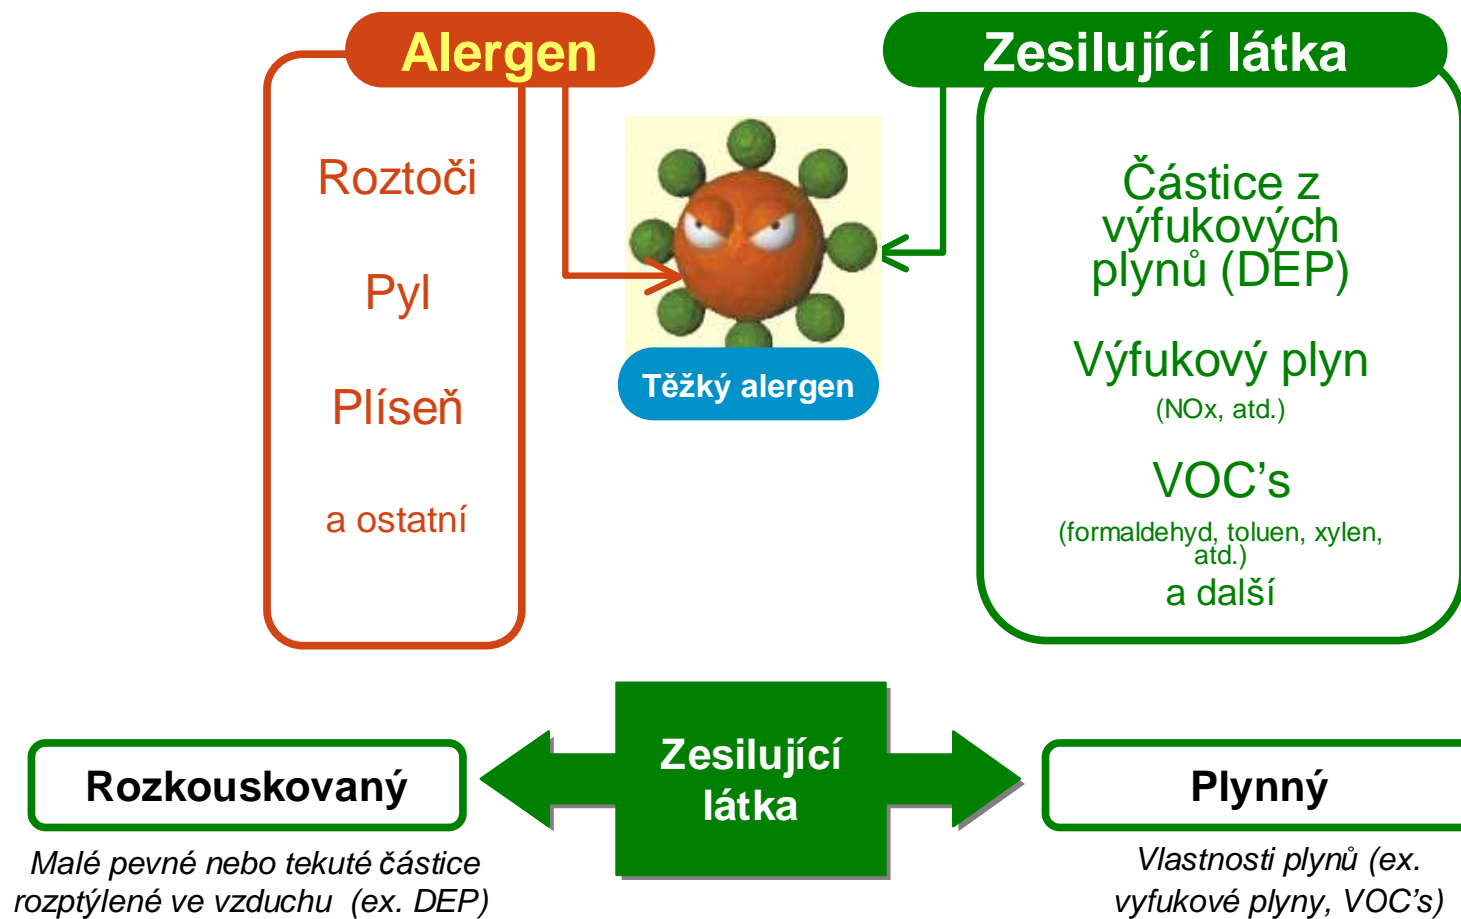 Alergen
Roztoči
Pyl
Plíseň
a ostatní
Těžký alergen
Zesilující látka
Částice z
výfukových
plynů (DEP)
Výfukový plyn
(NOx, atd.)
VOC’s
(formaldehyd, toluen, xylen,
atd.)
a další
Zesilující
látka
Rozkouskovaný
Malé pevné nebo tekuté částice
rozptýlené ve vzduchu (ex. DEP)
Plynný
Vlastnosti plynů (ex.
vyfukové plyny, VOC’s)